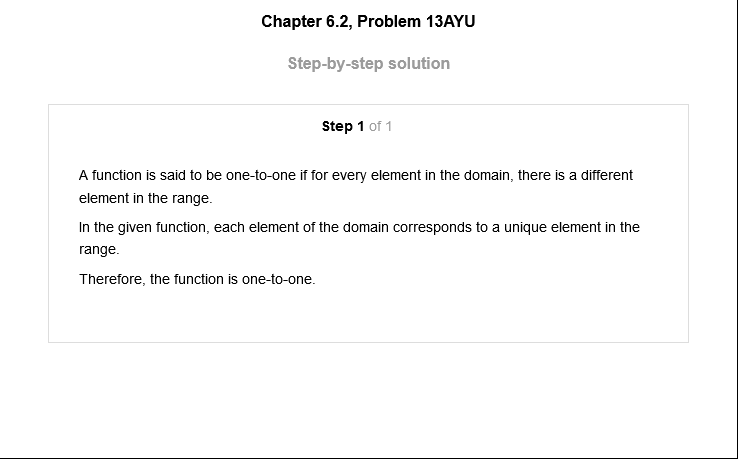 Chapter 6.2, Problem 13AYU
Step-by-step solution
Step 1 of 1
A function is said to be one-to-one if for every element in the domain, there is a different
element in the range.
In the given function, each element of the domain corresponds to a unique element in the
range.
Therefore, the function is one-to-one.